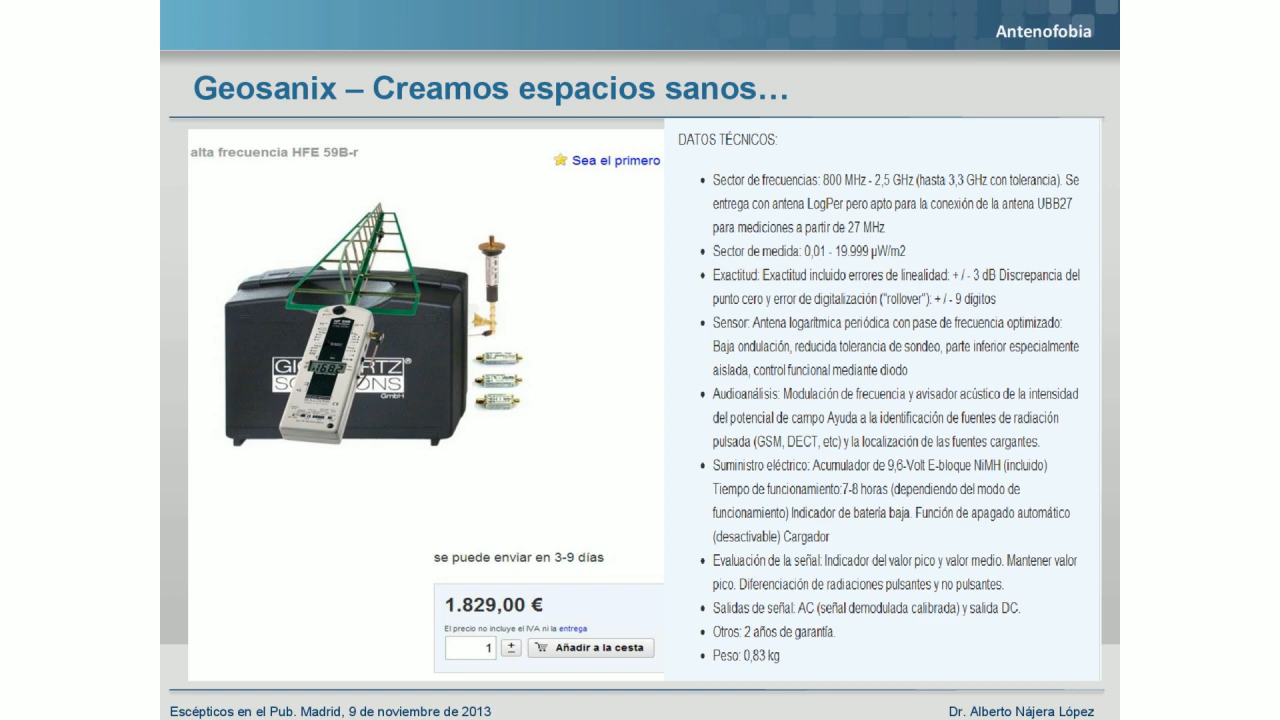 Antenofobia
Geosanix – Creamos espacios sanos…
alta frecuencia HFE 59B-r
Sea el primero
se puede enviar en 3-9 días
1.829,00 €
El precio no incluye el IVA ni la entrega
1
Añadir a la cesta
DATOS TÉCNICOS:
• Sector de frecuencias: 800 MHz - 2,5 GHz (hasta 3,3 GHz con tolerancia). Se
entrega con antena LogPer pero apto para la conexión de la antena UBB27
para mediciones a partir de 27 MHz
• Sector de medida: 0,01 - 19.999 µW/m2
• Exactitud: Exactitud incluido errores de linealidad: + / - 3 dB Discrepancia del
punto cero y error de digitalización ("rollover"): + / - 9 dígitos
• Sensor: Antena logarítmica periódica con pase de frecuencia optimizado:
Baja ondulación, reducida tolerancia de sondeo, parte inferior especialmente
aislada, control funcional mediante diodo
• Audioanálisis: Modulación de frecuencia y avisador acústico de la intensidad
del potencial de campo Ayuda a la identificación de fuentes de radiación
pulsada (GSM, DECT, etc) y la localización de las fuentes cargantes.
• Suministro eléctrico: Acumulador de 9,6-Volt E-bloque NiMH (incluido)
Tiempo de funcionamiento:7-8 horas (dependiendo del modo de
funcionamiento) Indicador de batería baja. Función de apagado automático
(desactivable) Cargador
• Evaluación de la señal: Indicador del valor pico y valor medio. Mantener valor
pico. Diferenciación de radiaciones pulsantes y no pulsantes.
• Salidas de señal: AC (señal demodulada calibrada) y salida DC.
• Otros: 2 años de garantía.
• Peso: 0,83 kg
Escépticos en el Pub. Madrid, 9 de noviembre de 2013
Dr. Alberto Nájera López